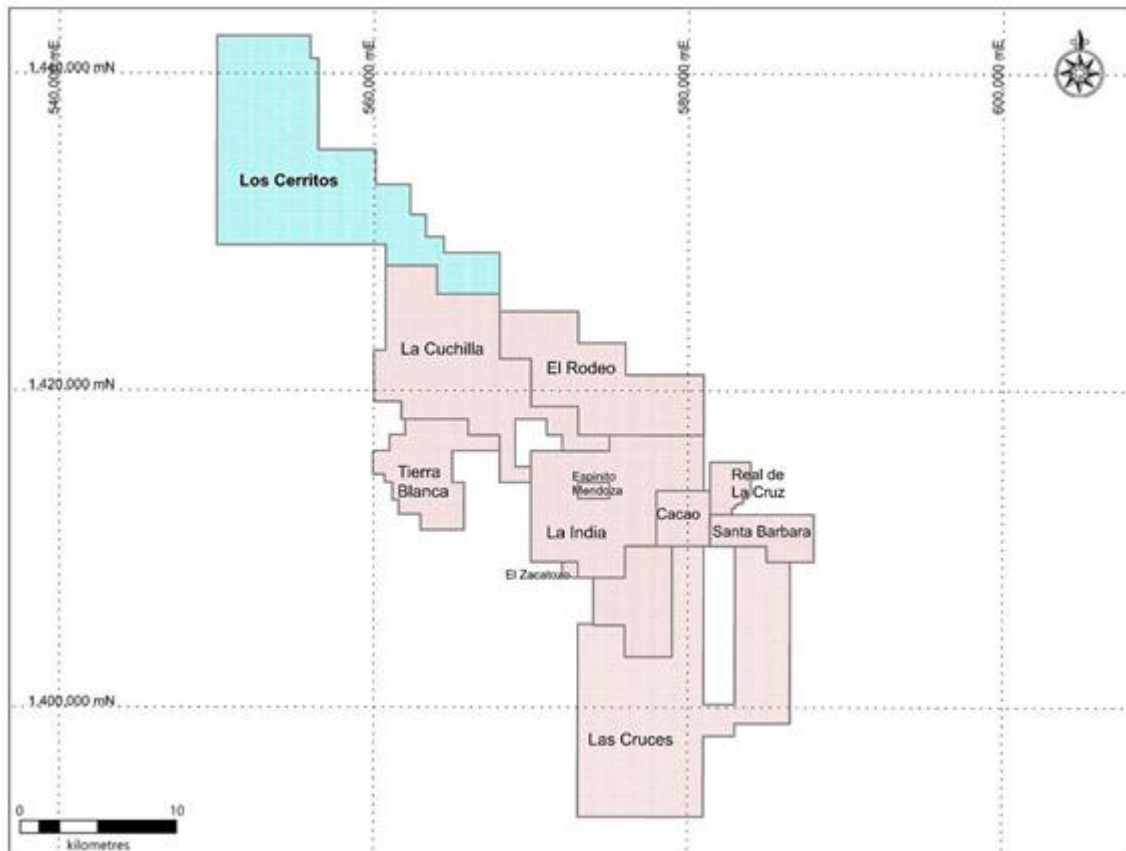 540,000 mE
560,000 mE
580,000 mE
600,000 mE
1,440,000 mN
Los Cerritos
La Cuchilla
El Rodeo
1,420,000 mN
Tierra
Blanca
Espinito
Mendoza
Real de
La Cruz
Cacao
La India
Santa Barbara
El Zacatoso
1,400,000 mN
Las Cruces
0 10
kilometres